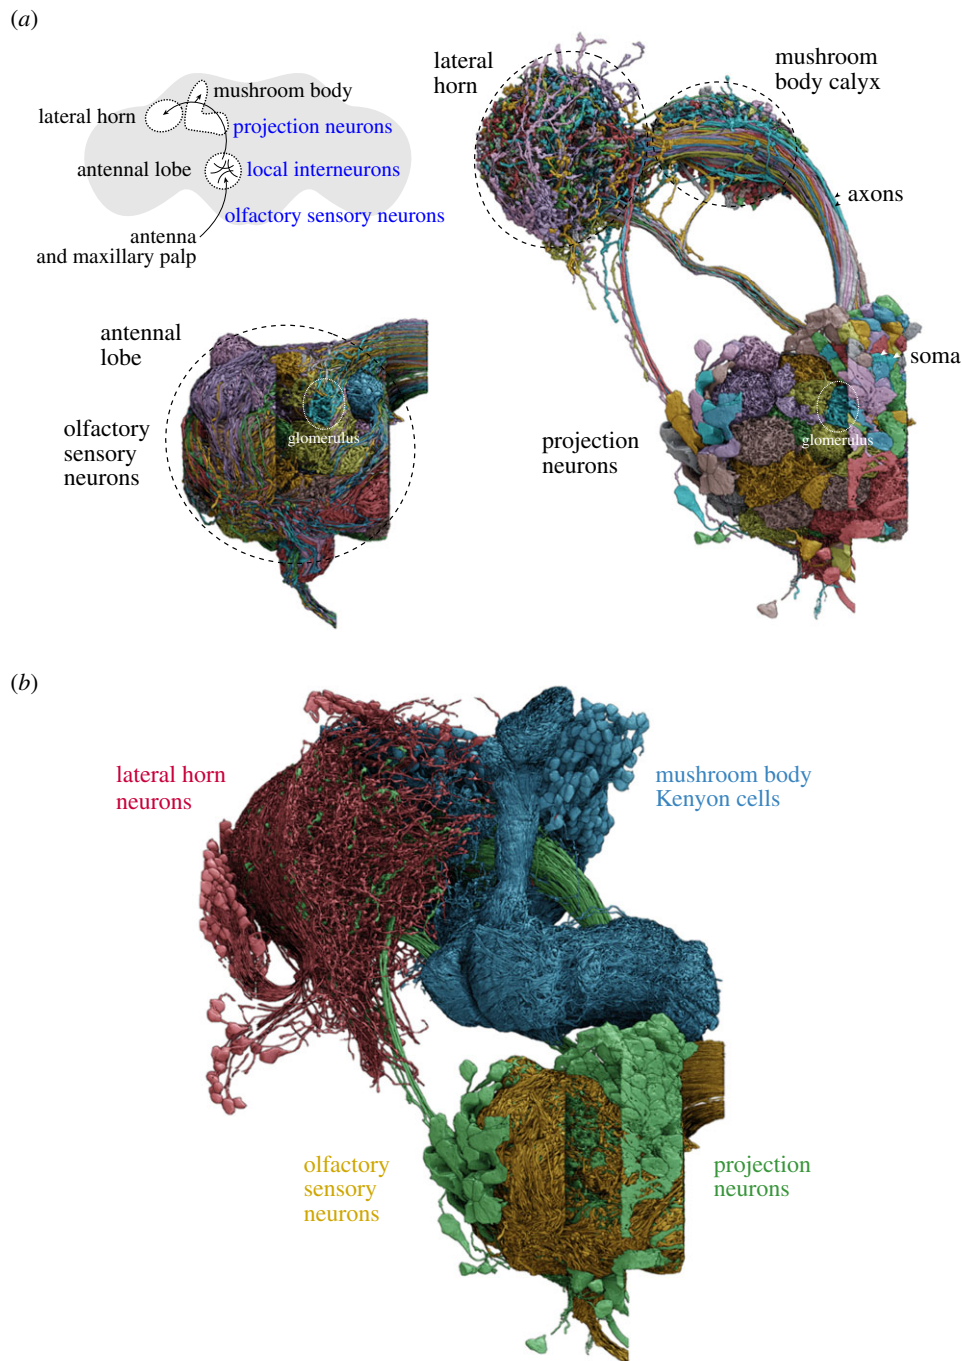 (a)
mushroom body
lateral horn
projection neurons
antennal lobe
local interneurons
olfactory sensory neurons
antenna
and maxillary palp
lateral
horn
mushroom
body calyx
axons
antennal
lobe
olfactory
sensory
neurons
glomerulus
soma
projection
neurons
glomerulus
(b)
lateral horn
neurons
mushroom body
Kenyon cells
olfactory
sensory
neurons
projection
neurons